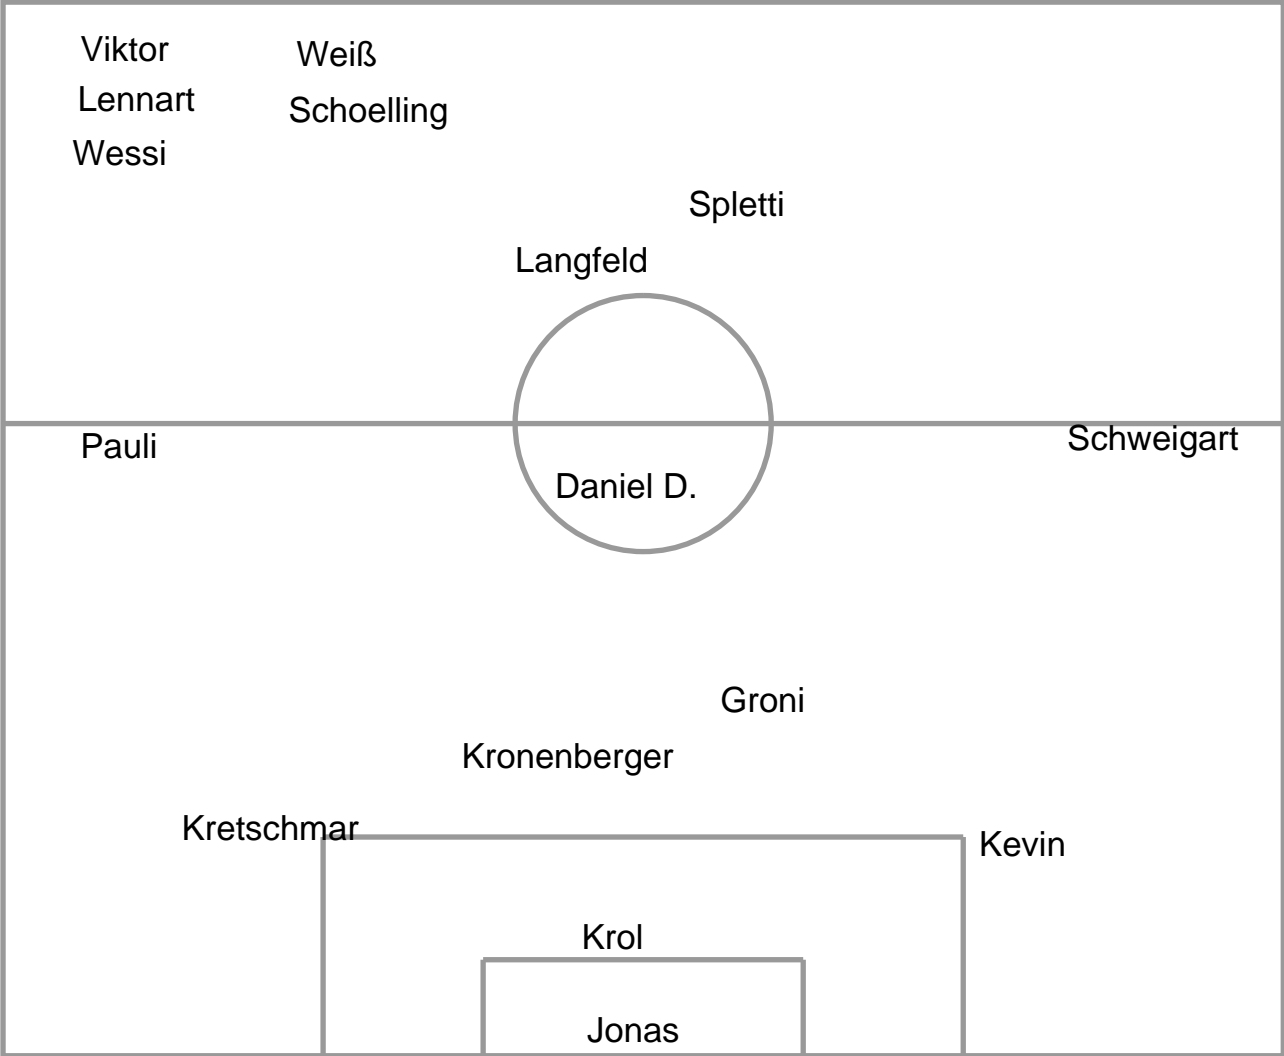 Viktor
Weiß
Lennart
Schoelling
Wessi
Spletti
Langfeld
Pauli
Schweigart
Daniel D.
Groni
Kronenberger
Kretschmar
Kevin
Krol
Jonas